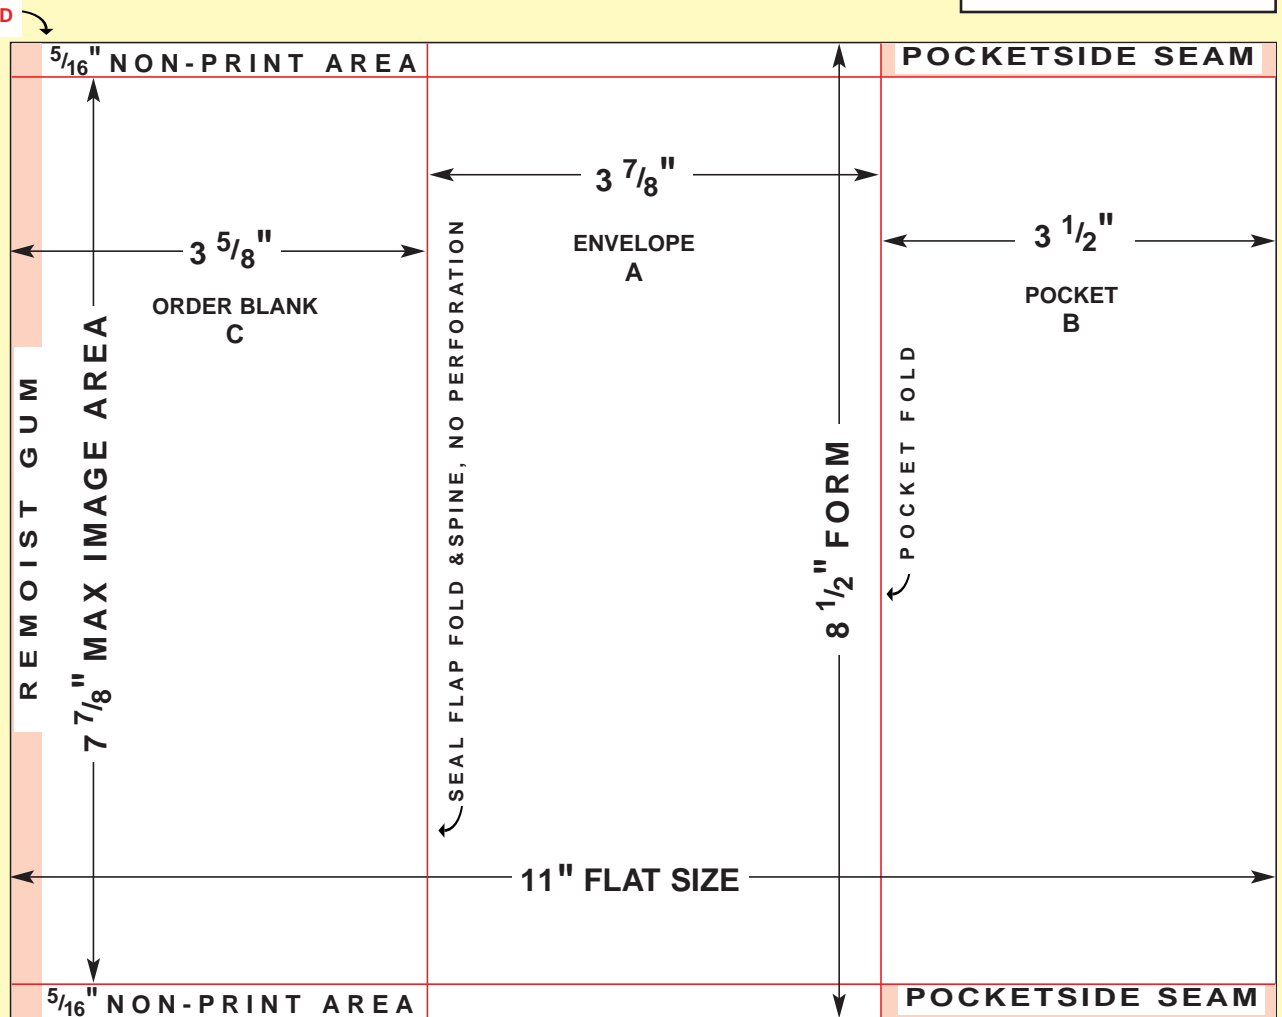 D
5/16" NON-PRINT AREA
POCKETSIDE SEAM
3 7/8"
ENVELOPE
A
3 5/8"
ORDER BLANK
C
3 1/2"
POCKET
B
REMOIST GUM
7 7/8" MAX IMAGE AREA
SEAL FLAP FOLD &SPINE, NO PERFORATION
8 1/2" FORM
POCKET FOLD
11" FLAT SIZE
5/16" NON-PRINT AREA
POCKETSIDE SEAM